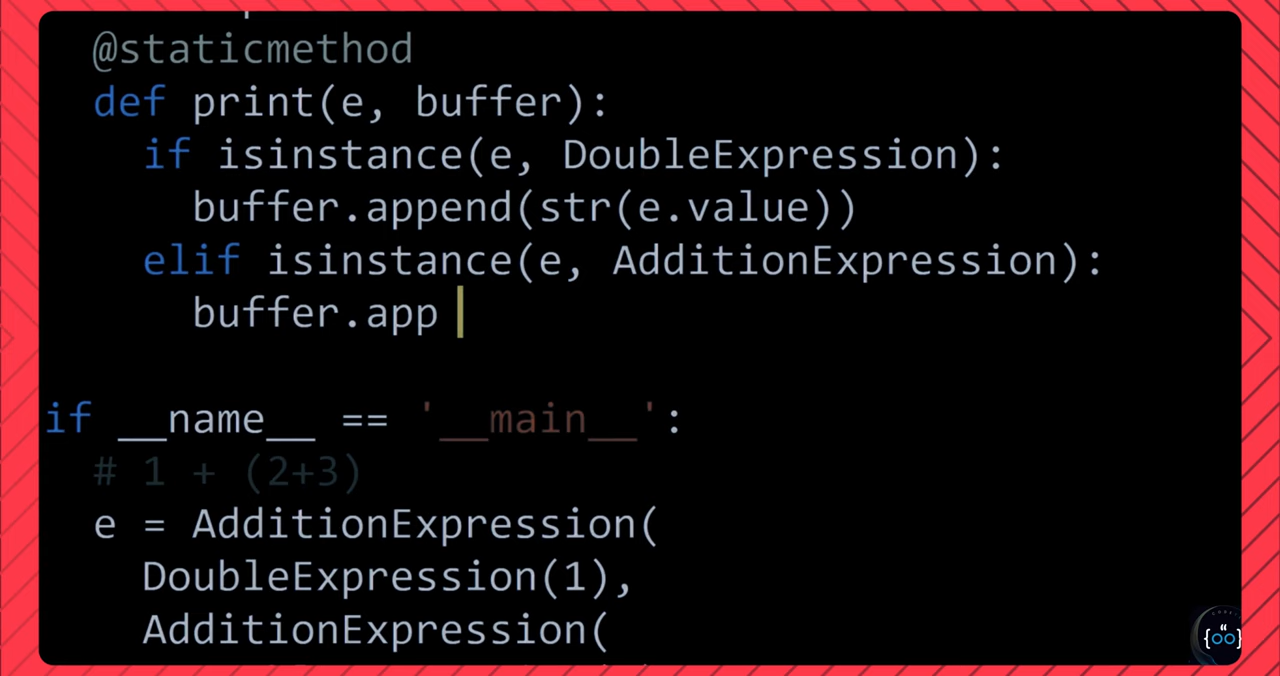 @staticmethod
def print(e, buffer):
if isinstance(e, DoubleExpression):
buffer.append(str(e.value))
elif isinstance(e, AdditionExpression):
buffer.app
if __name__ == '__main__':
# 1 + (2+3)
e = AdditionExpression(
DoubleExpression(1),
AdditionExpression(